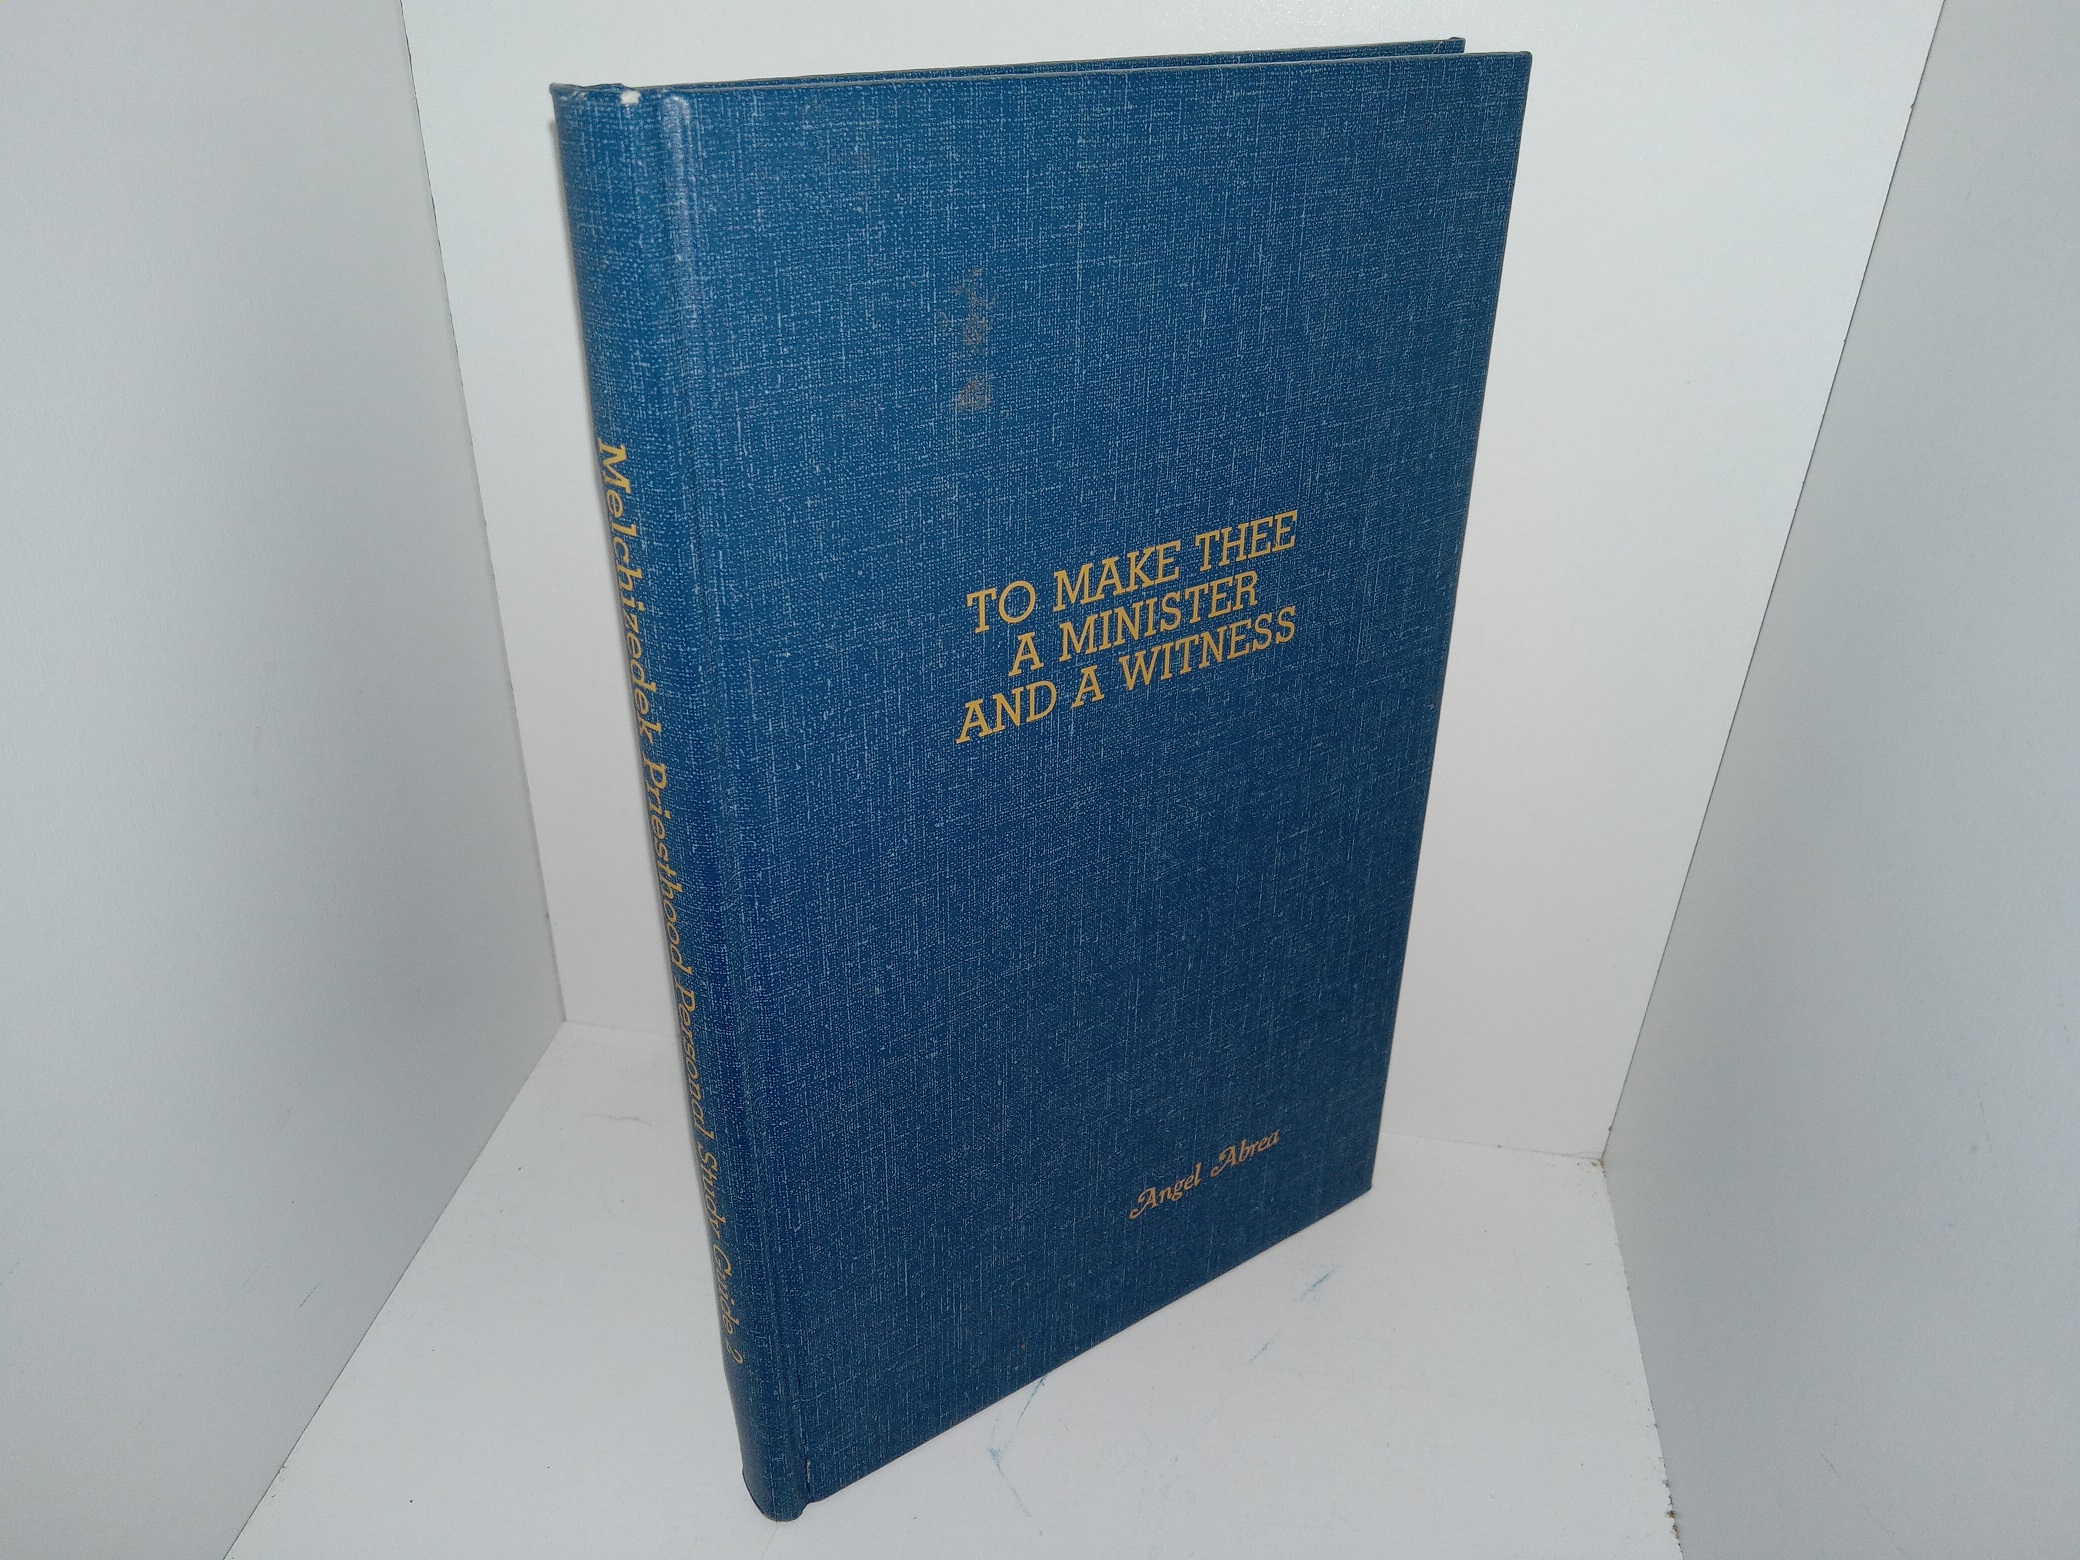 Melchizedek Priesthood Personal Study Guide 2
TO MAKE THEE
A MINISTER
AND A WITNESS
Angel Abrea